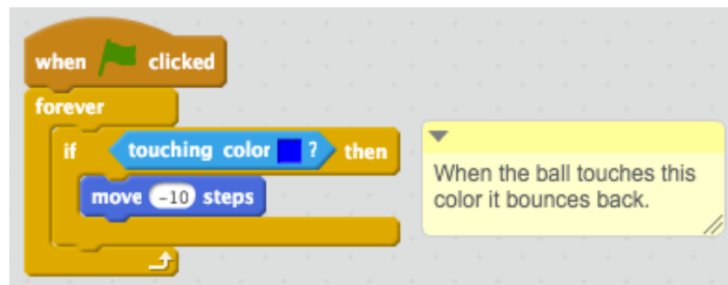 when clicked
forever
if touching color ? then
move -10 steps
When the ball touches this
color it bounces back.